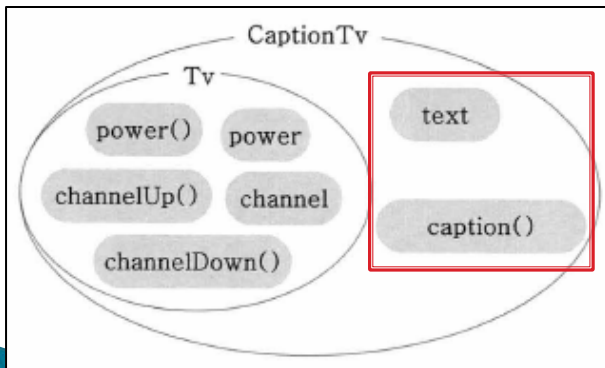 CaptionTv
Tv
power()
power
text
channelUp()
channel
caption()
channelDown()